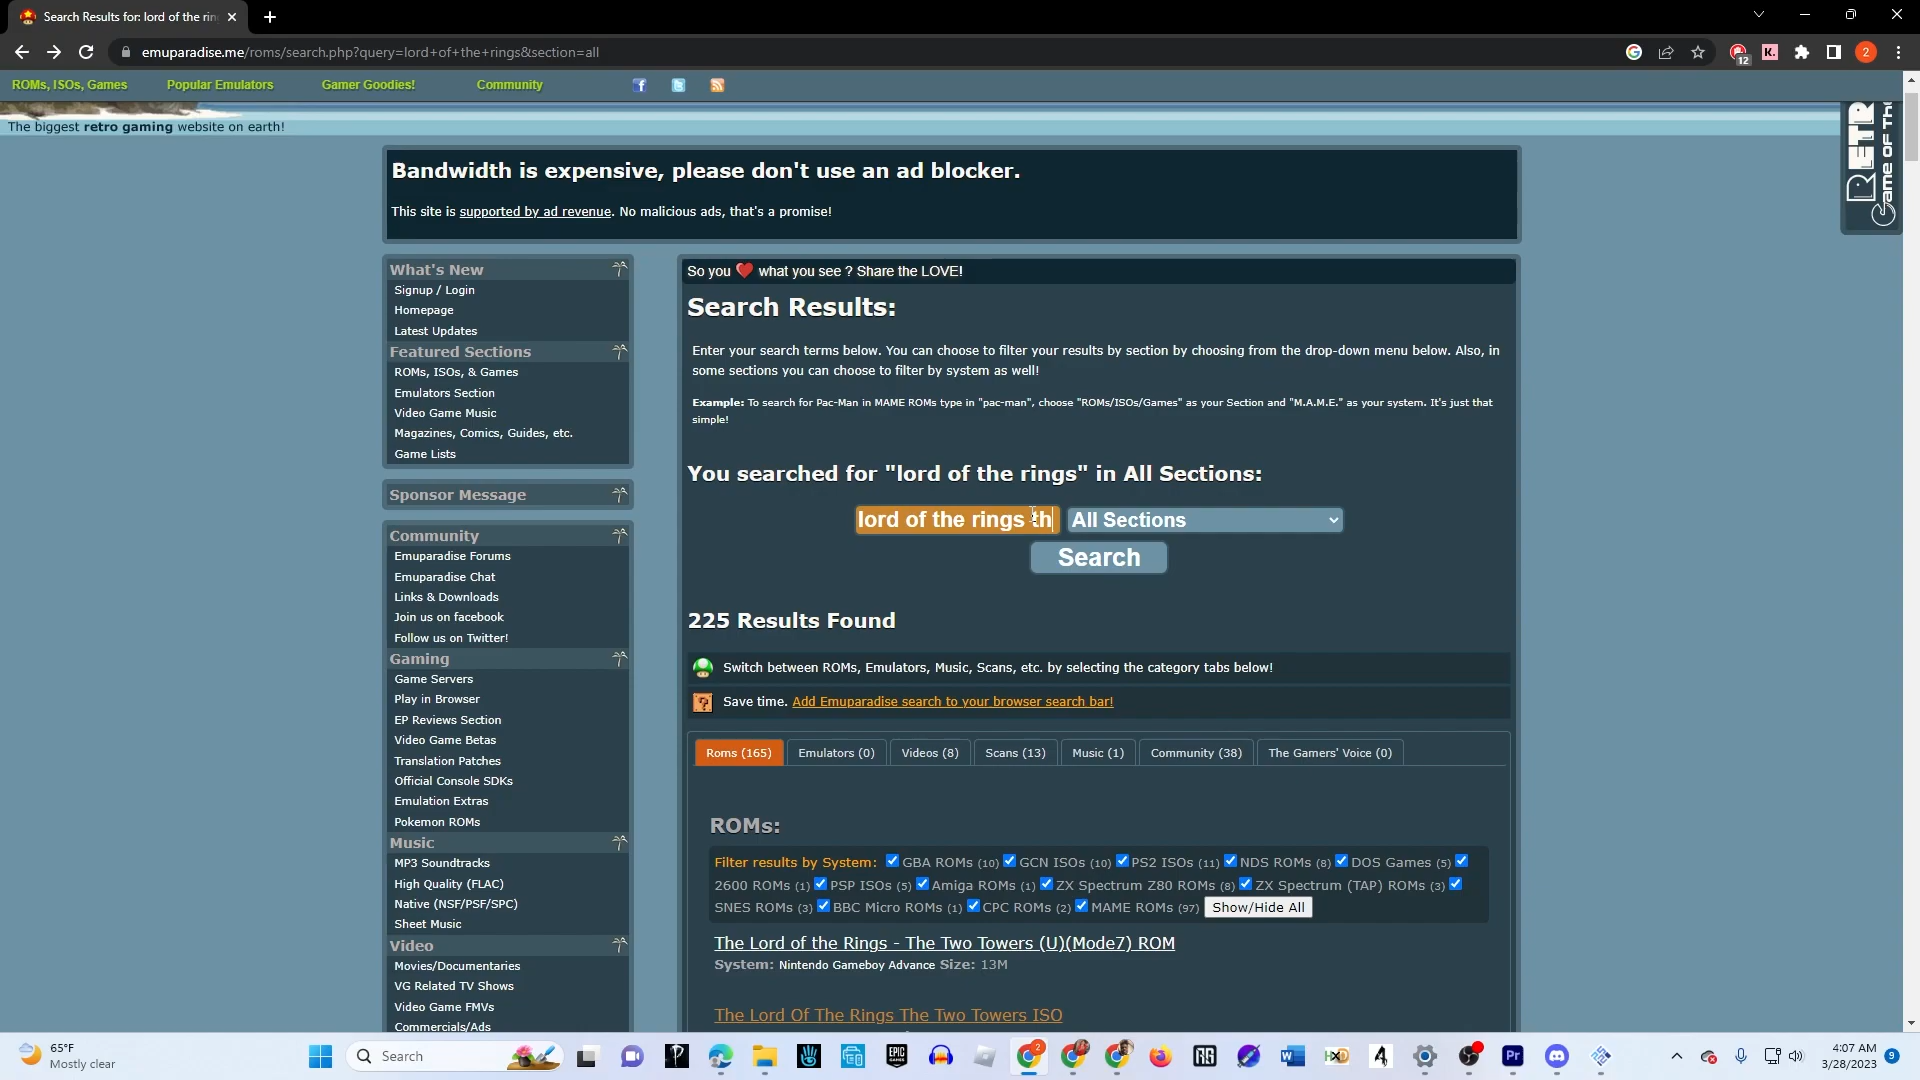 Search Results for: lord of the rin
emuparadise.me/roms/search.php?query=lord+of+the+rings&section=all
12
K.
2
ROMs, ISOs, Games
Popular Emulators
Gamer Goodies!
Community
The biggest retro gaming website on earth!
Bandwidth is expensive, please don't use an ad blocker.
This site is supported by ad revenue. No malicious ads, that's a promise!
What's New
Signup / Login
Homepage
Latest Updates
Featured Sections
ROMs, ISOs, & Games
Emulators Section
Video Game Music
Magazines, Comics, Guides, etc.
Game Lists
Sponsor Message
Community
Emuparadise Forums
Emuparadise Chat
Links & Downloads
Join us on facebook
Follow us on Twitter!
Gaming
Game Servers
Play in Browser
EP Reviews Section
Video Game Betas
Translation Patches
Official Console SDKs
Emulation Extras
Pokemon ROMs
Music
MP3 Soundtracks
High Quality (FLAC)
Native (NSF/PSF/SPC)
Sheet Music
Video
Movies/Documentaries
VG Related TV Shows
Video Game FMVs
Commercials/Ads
So you ❤ what you see ? Share the LOVE!
Search Results:
Enter your search terms below. You can choose to filter your results by section by choosing from the drop-down menu below. Also, in
some sections you can choose to filter by system as well!
Example: To search for Pac-Man in MAME ROMs type in "pac-man", choose "ROMs/ISOs/Games" as your Section and "M.A.M.E." as your system. It's just that
simple!
You searched for "lord of the rings" in All Sections:
lord of the rings th
All Sections
Search
225 Results Found
Switch between ROMs, Emulators, Music, Scans, etc. by selecting the category tabs below!
Save time. Add Emuparadise search to your browser search bar!
Roms (165)
Emulators (0)
Videos (8)
Scans (13)
Music (1)
Community (38)
The Gamers' Voice (0)
ROMs:
Filter results by System: GBA ROMs (10) GCN ISOs (10) PS2 ISOs (11) NDS ROMs (8) DOS Games (5)
2600 ROMs (1) PSP ISOs (5) Amiga ROMs (1) ZX Spectrum Z80 ROMs (8) ZX Spectrum (TAP) ROMs (3)
SNES ROMs (3) BBC Micro ROMs (1) CPC ROMs (2) MAME ROMs (97) Show/Hide All
The Lord of the Rings - The Two Towers (U)(Mode7) ROM
System: Nintendo Gameboy Advance Size: 13M
The Lord Of The Rings The Two Towers ISO
RETR
Game OF TH
65°F
Mostly clear
Search
EPIC GAMES
RG
HxD
Pr
2
4:07 AM
3/28/2023
9